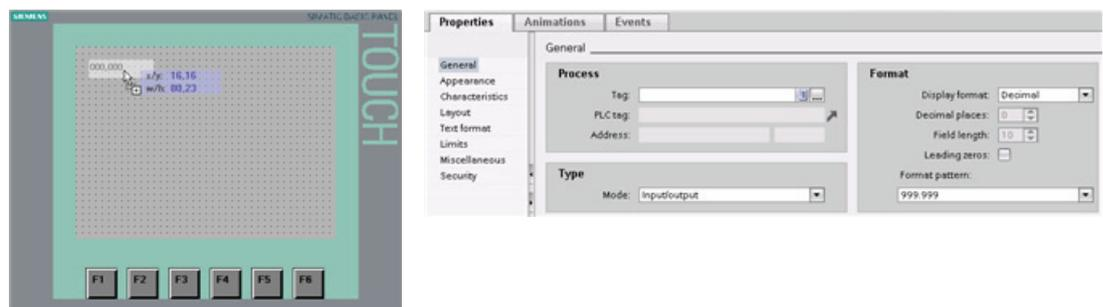 SIEMENS
SIMATIC BASIC PANEL
TOUCH
000,000
x/y: 16,16
w/h: 80,23
F1 F2 F3 F4 F5 F6
Properties Animations Events
General
General
Appearance
Characteristics
Layout
Text format
Limits
Miscellaneous
Security
Process
Tag: ...
PLC tag:
Address:
Type
Mode: Input/output
Format
Display format: Decimal
Decimal places: 0
Field length: 10
Leading zeros:
Format pattern:
999.999